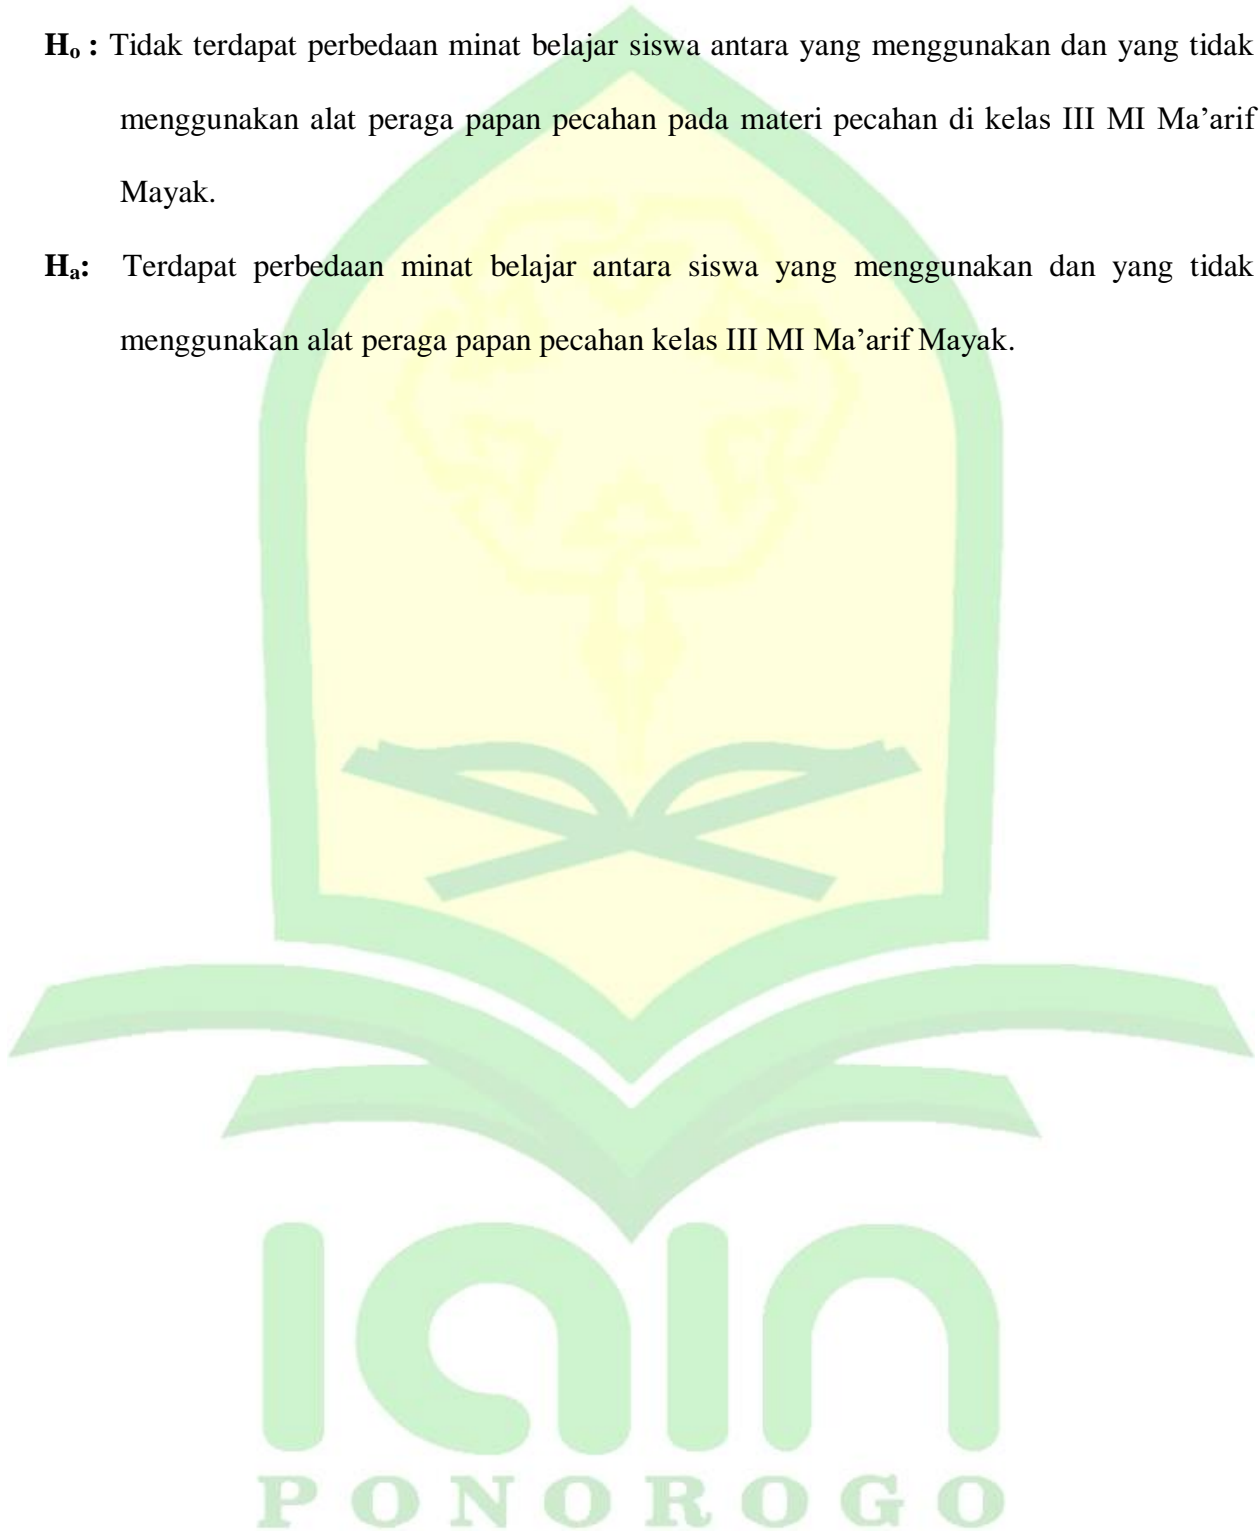 Ho : Tidak terdapat perbedaan minat belajar siswa antara yang menggunakan dan yang tidak
menggunakan alat peraga papan pecahan pada materi pecahan di kelas III MI Ma’arif
Mayak.
Ha: Terdapat perbedaan minat belajar antara siswa yang menggunakan dan yang tidak
menggunakan alat peraga papan pecahan kelas III MI Ma’arif Mayak.
iain
PONOROGO